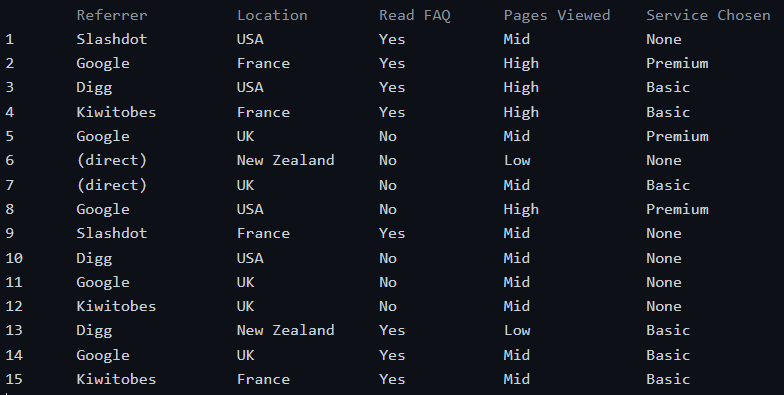 Referrer Location Read FAQ Pages Viewed Service Chosen
1 Slashdot USA Yes Mid None
2 Google France Yes High Premium
3 Digg USA Yes High Basic
4 Kiwitobes France Yes High Basic
5 Google UK No Mid Premium
6 (direct) New Zealand No Low None
7 (direct) UK No Mid Basic
8 Google USA No High Premium
9 Slashdot France Yes Mid None
10 Digg USA No Mid None
11 Google UK No Mid None
12 Kiwitobes UK No Mid None
13 Digg New Zealand Yes Low Basic
14 Google UK Yes Mid Basic
15 Kiwitobes France Yes Mid Basic